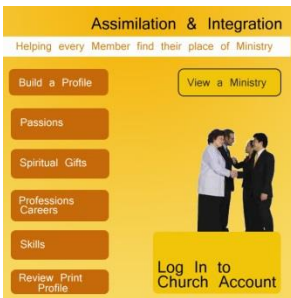 Assimilation & Integration
Helping every Member find their place of Ministry
Build a Profile
View a Ministry
Passions
Spiritual Gifts
Professions
Careers
Skills
Review Print
Profile
Log In to
Church Account